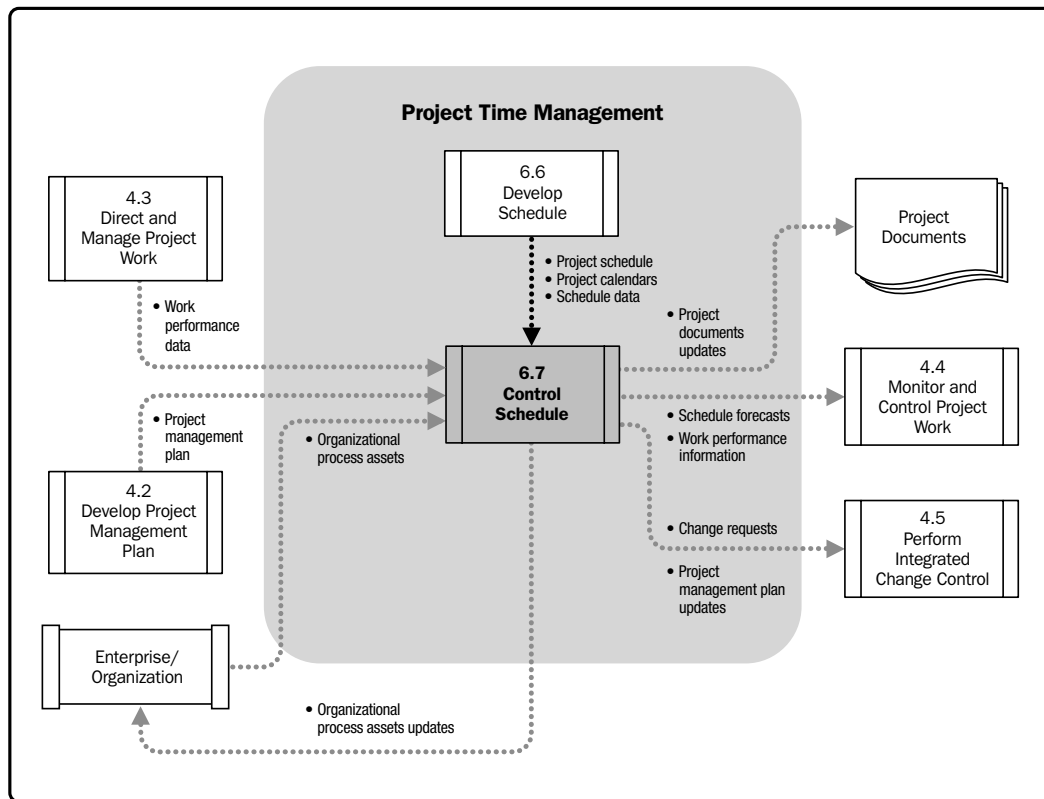 Project Time Management
6.6
Develop
Schedule
4.3
Direct and
Manage Project
Work
Project
Documents
• Project schedule
• Project calendars
• Schedule data
• Work
performance
data
• Project
documents
updates
6.7
Control
Schedule
4.4
Monitor and
Control Project
Work
• Project
management
plan
• Organizational
process assets
• Schedule forecasts
• Work performance
information
4.2
Develop Project
Management
Plan
• Change requests
• Project
management plan
updates
4.5
Perform
Integrated
Change Control
Enterprise/
Organization
• Organizational
process assets updates